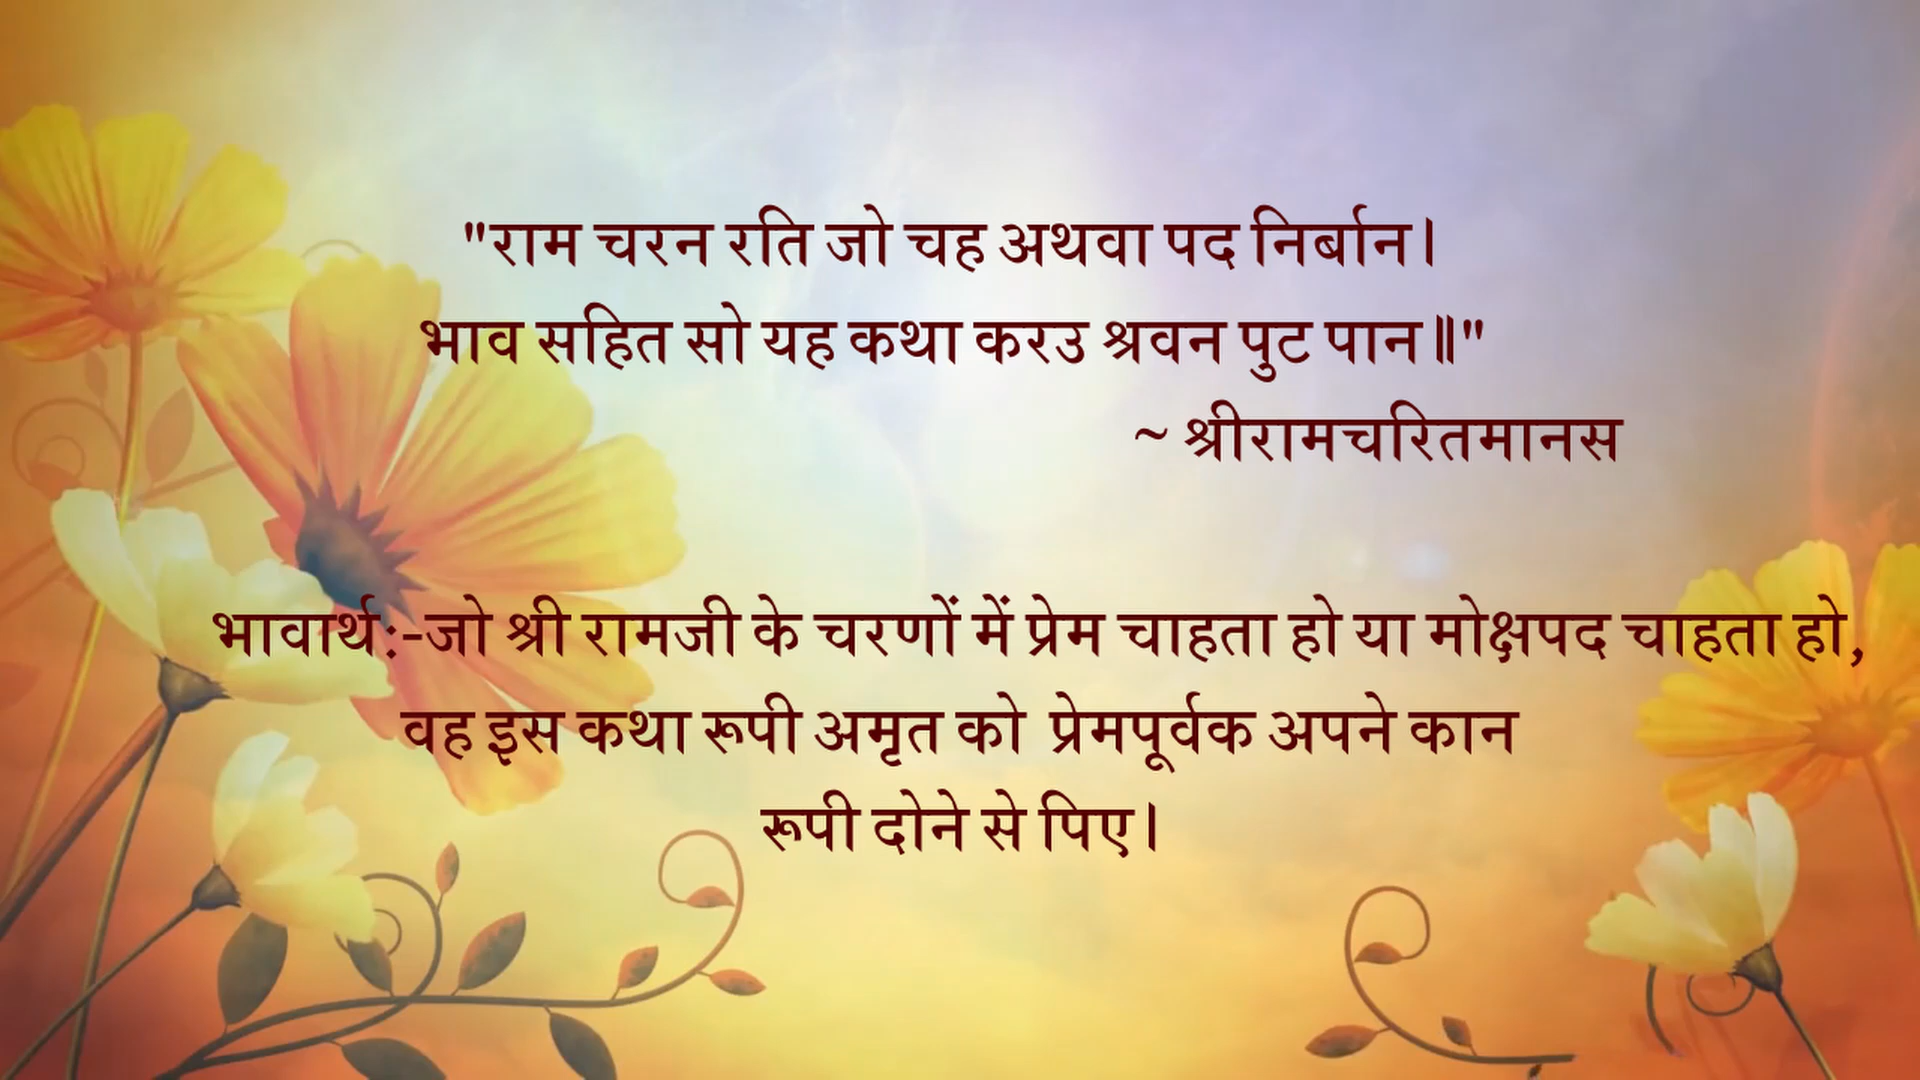 "राम चरन रति जो चह अथवा पद निर्बान।
भाव सहित सो यह कथा करउ श्रवन पुट पान॥"
~ श्रीरामचरितमानस
भावार्थ:-जो श्री रामजी के चरणों में प्रेम चाहता हो या मोक्षपद चाहता हो,
वह इस कथा रूपी अमृत को प्रेमपूर्वक अपने कान
रूपी दोने से पिए।